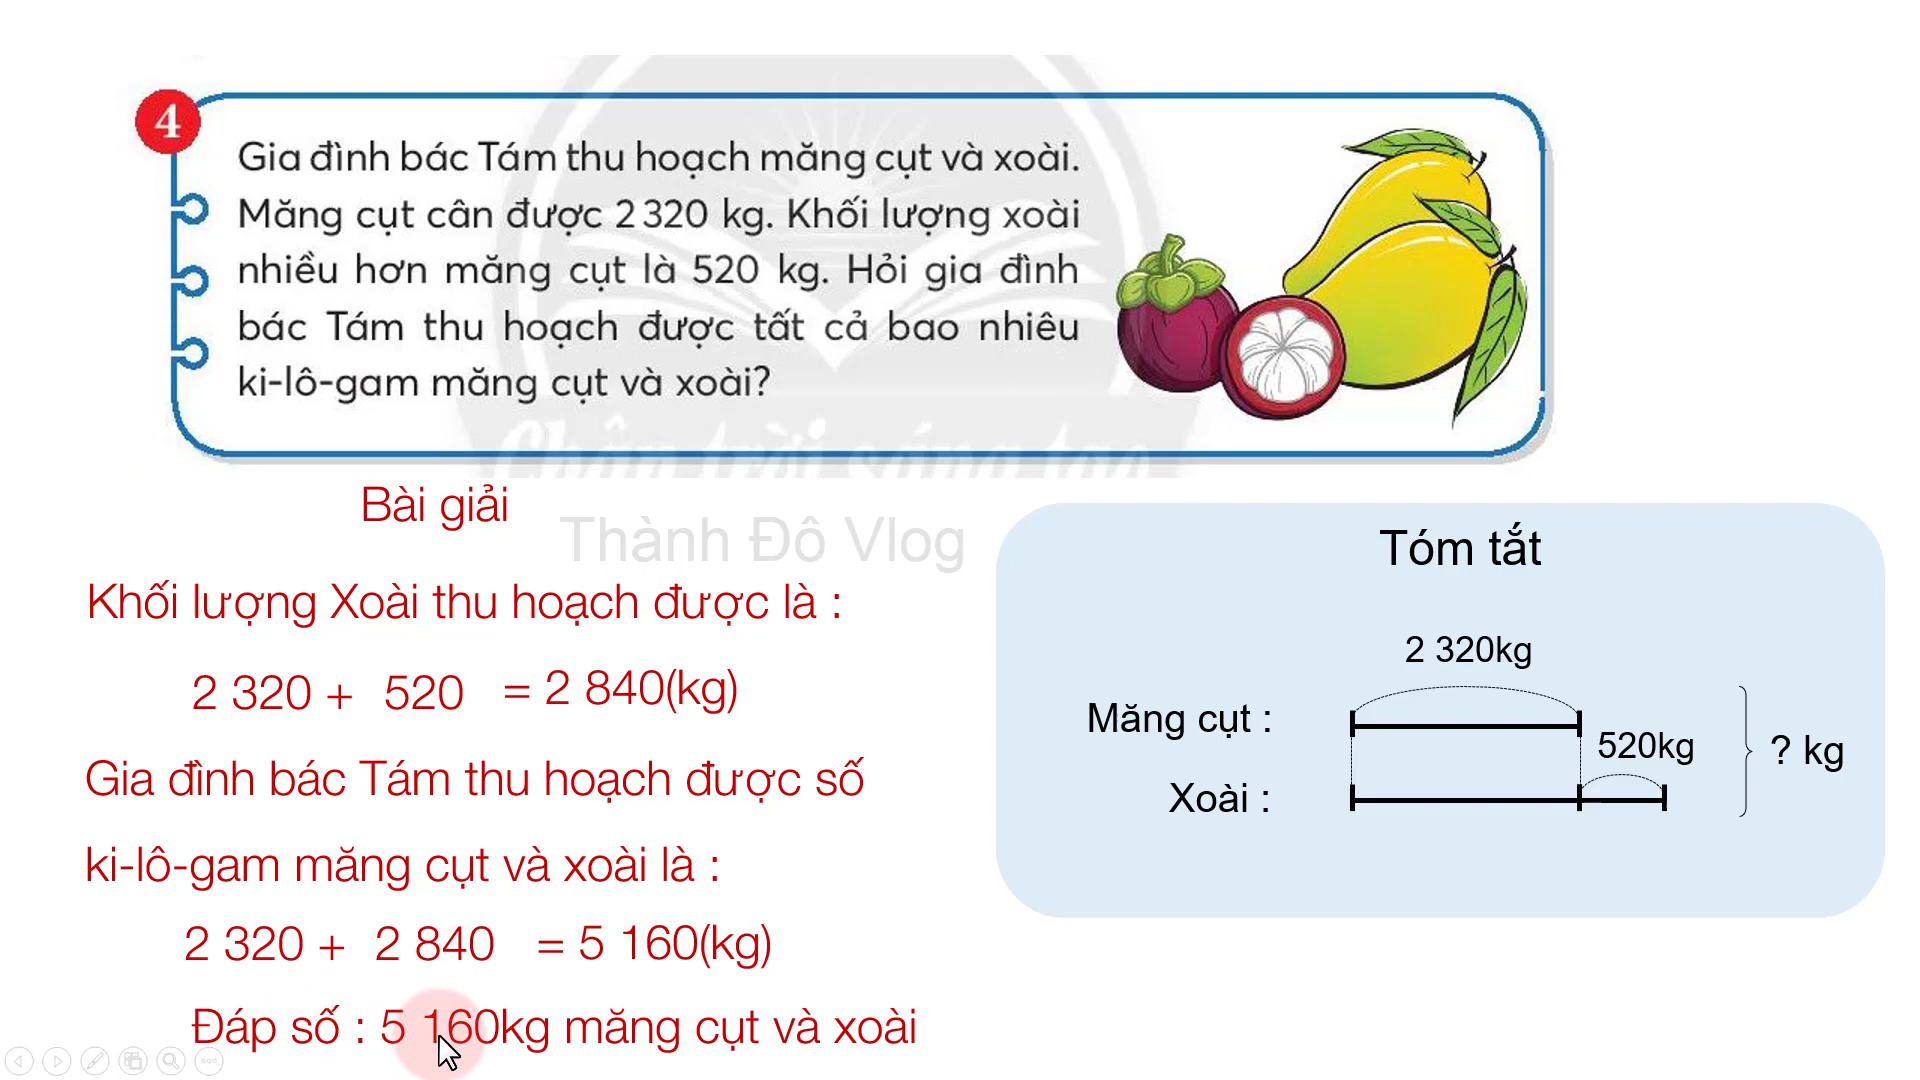 4
Gia đình bác Tám thu hoạch măng cụt và xoài.
Măng cụt cân được 2 320 kg. Khối lượng xoài
nhiều hơn măng cụt là 520 kg. Hỏi gia đình
bác Tám thu hoạch được tất cả bao nhiêu
ki-lô-gam măng cụt và xoài?
Chân trời sáng tạo
Bài giải
Thành Đô Vlog
Khối lượng Xoài thu hoạch được là :
2 320 + 520 = 2 840(kg)
Gia đình bác Tám thu hoạch được số
ki-lô-gam măng cụt và xoài là :
2 320 + 2 840 = 5 160(kg)
Đáp số : 5 160kg măng cụt và xoài
Tóm tắt
2 320kg
Măng cụt :
520kg
? kg
Xoài :